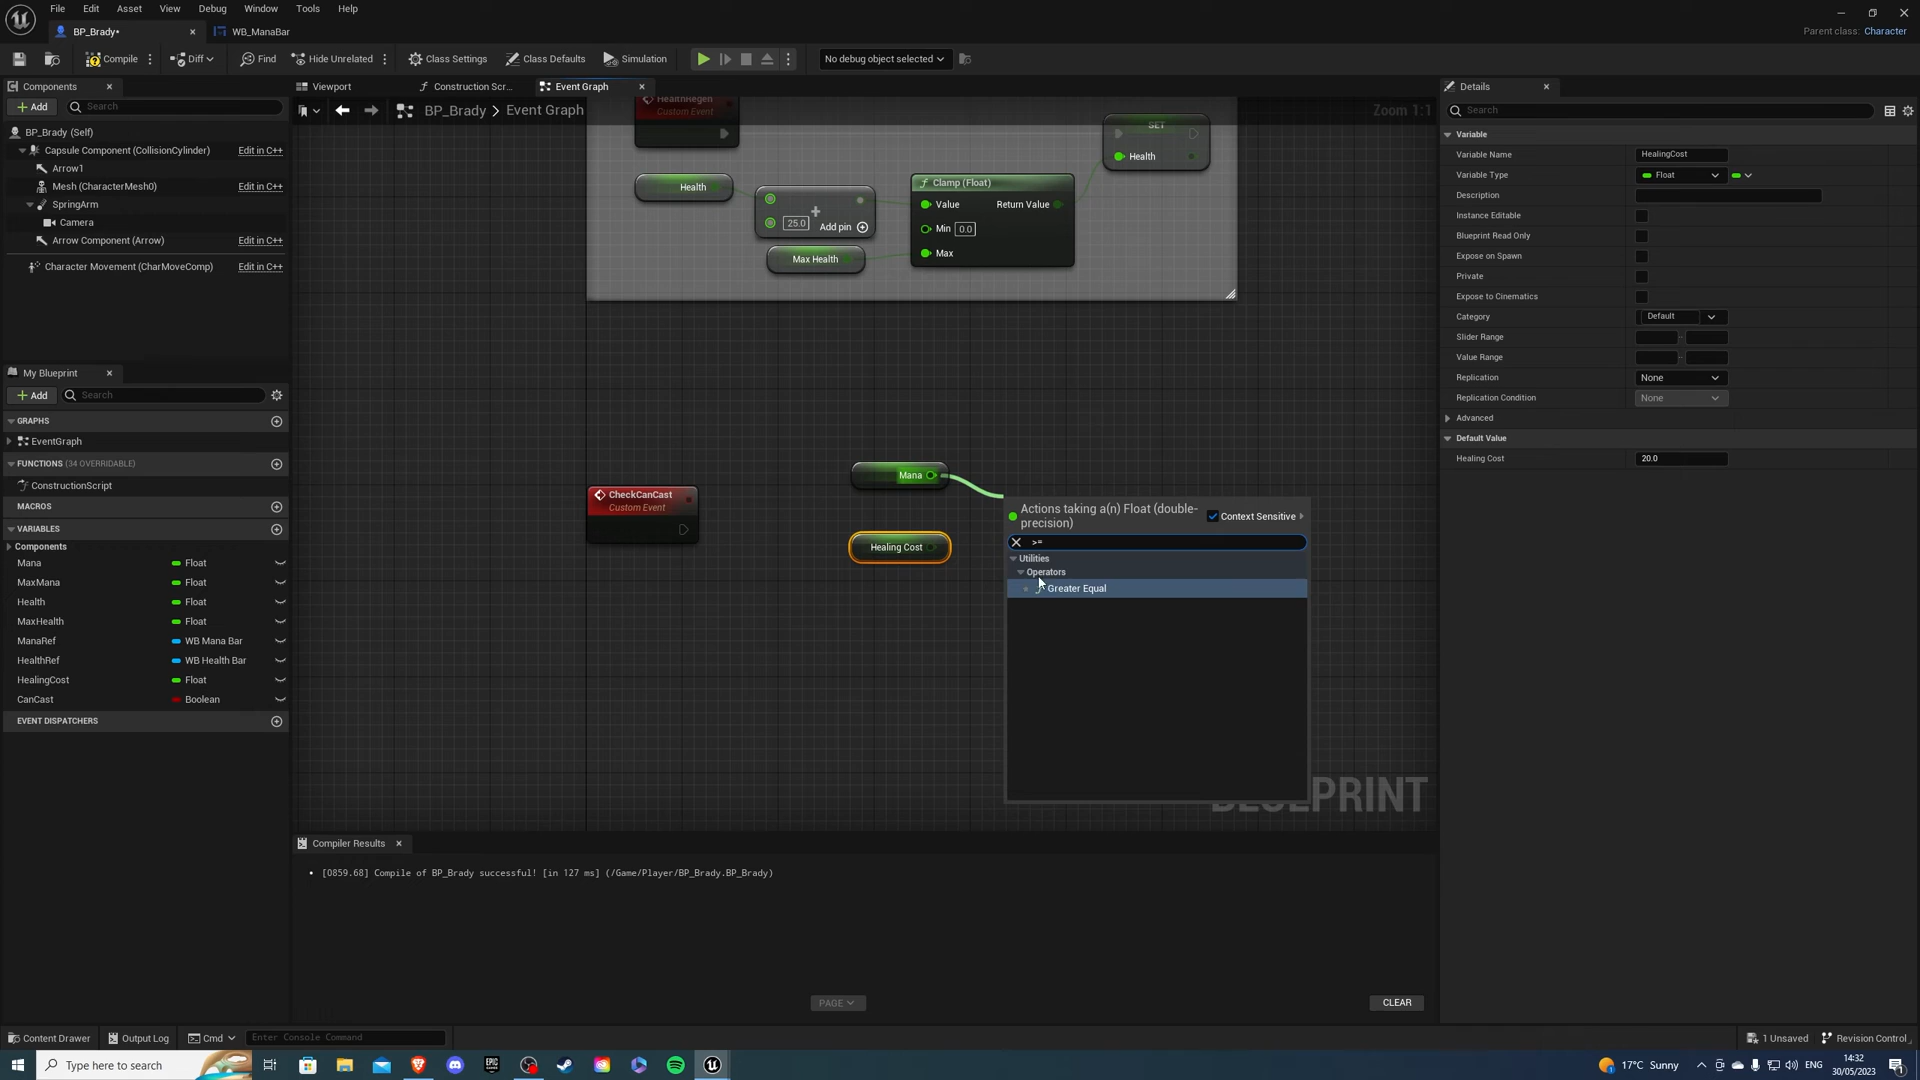 File Edit Asset View Debug Window Tools Help
BP_Brady•
WB_ManaBar
Parent class: Character
Compile
Diff
Find
Hide Unrelated
Class Settings
Class Defaults
Simulation
No debug object selected
Components
Add
Search
BP_Brady (Self)
Capsule Component (CollisionCylinder) Edit in C++
Arrow1
Mesh (CharacterMesh0) Edit in C++
SpringArm
Camera
Arrow Component (Arrow) Edit in C++
Character Movement (CharMoveComp) Edit in C++
My Blueprint
Add
Search
GRAPHS
EventGraph
FUNCTIONS (34 OVERRIDABLE)
ConstructionScript
MACROS
VARIABLES
Components
Mana Float
MaxMana Float
Health Float
MaxHealth Float
ManaRef WB Mana Bar
HealthRef WB Health Bar
HealingCost Float
CanCast Boolean
EVENT DISPATCHERS
Viewport
Construction Scr...
Event Graph
BP_Brady > Event Graph
Zoom 1:1
HealthRegen
Custom Event
SET
Health
Health
25.0
Add pin
Max Health
Clamp (Float)
Value Return Value
Min 0.0
Max
CheckCanCast
Custom Event
Mana
Healing Cost
Actions taking a(n) Float (double-
precision)
Context Sensitive
>=
Utilities
Operators
Greater Equal
BLUEPRINT
Compiler Results
[0859.68] Compile of BP_Brady successful! [in 127 ms] (/Game/Player/BP_Brady.BP_Brady)
PAGE
CLEAR
Details
Search
Variable
Variable Name HealingCost
Variable Type Float
Description
Instance Editable
Blueprint Read Only
Expose on Spawn
Private
Expose to Cinematics
Category Default
Slider Range
Value Range
Replication None
Replication Condition None
Advanced
Default Value
Healing Cost 20.0
Content Drawer
Output Log
Cmd
Enter Console Command
1 Unsaved
Revision Control
Type here to search
17°C Sunny
ENG
14:32
30/05/2023